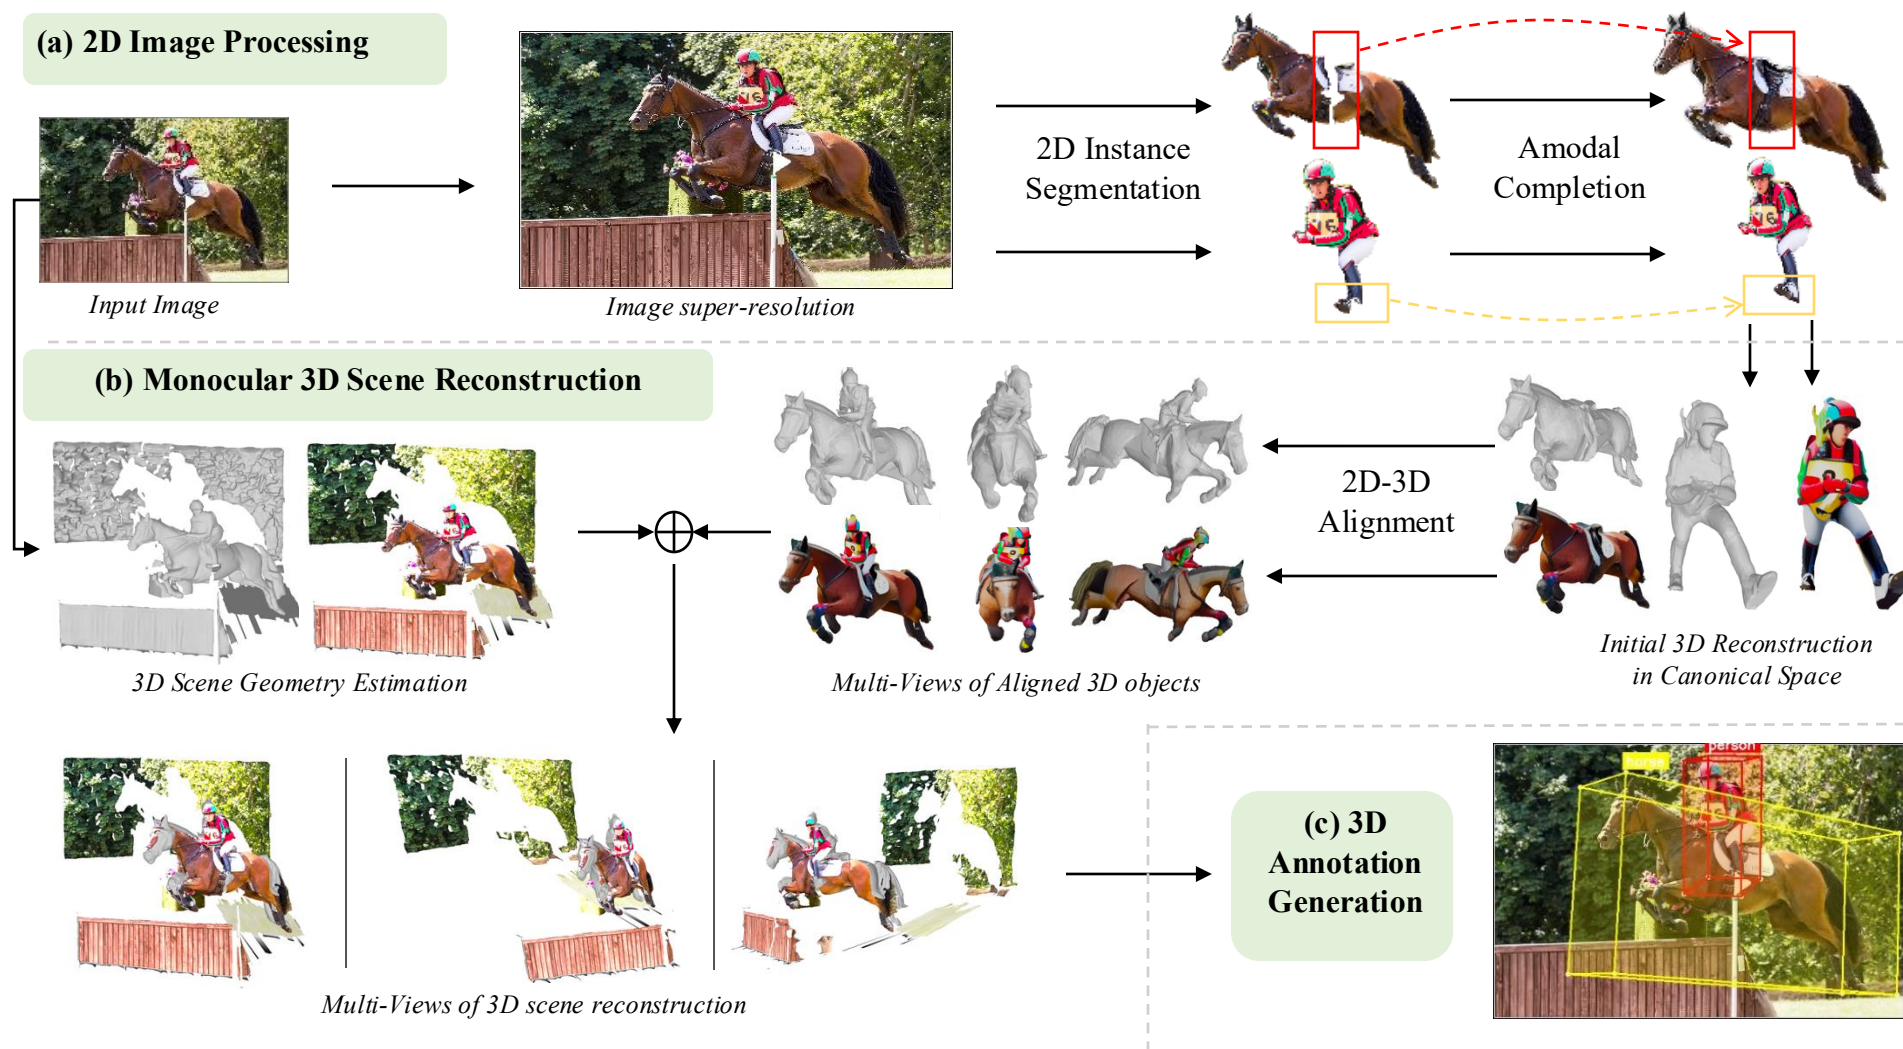 (a) 2D Image Processing
Input Image
Image super-resolution
2D Instance
Segmentation
Amodal
Completion
(b) Monocular 3D Scene Reconstruction
3D Scene Geometry Estimation
Multi-Views of Aligned 3D objects
2D-3D
Alignment
Initial 3D Reconstruction
in Canonical Space
Multi-Views of 3D scene reconstruction
(c) 3D
Annotation
Generation
horse
person